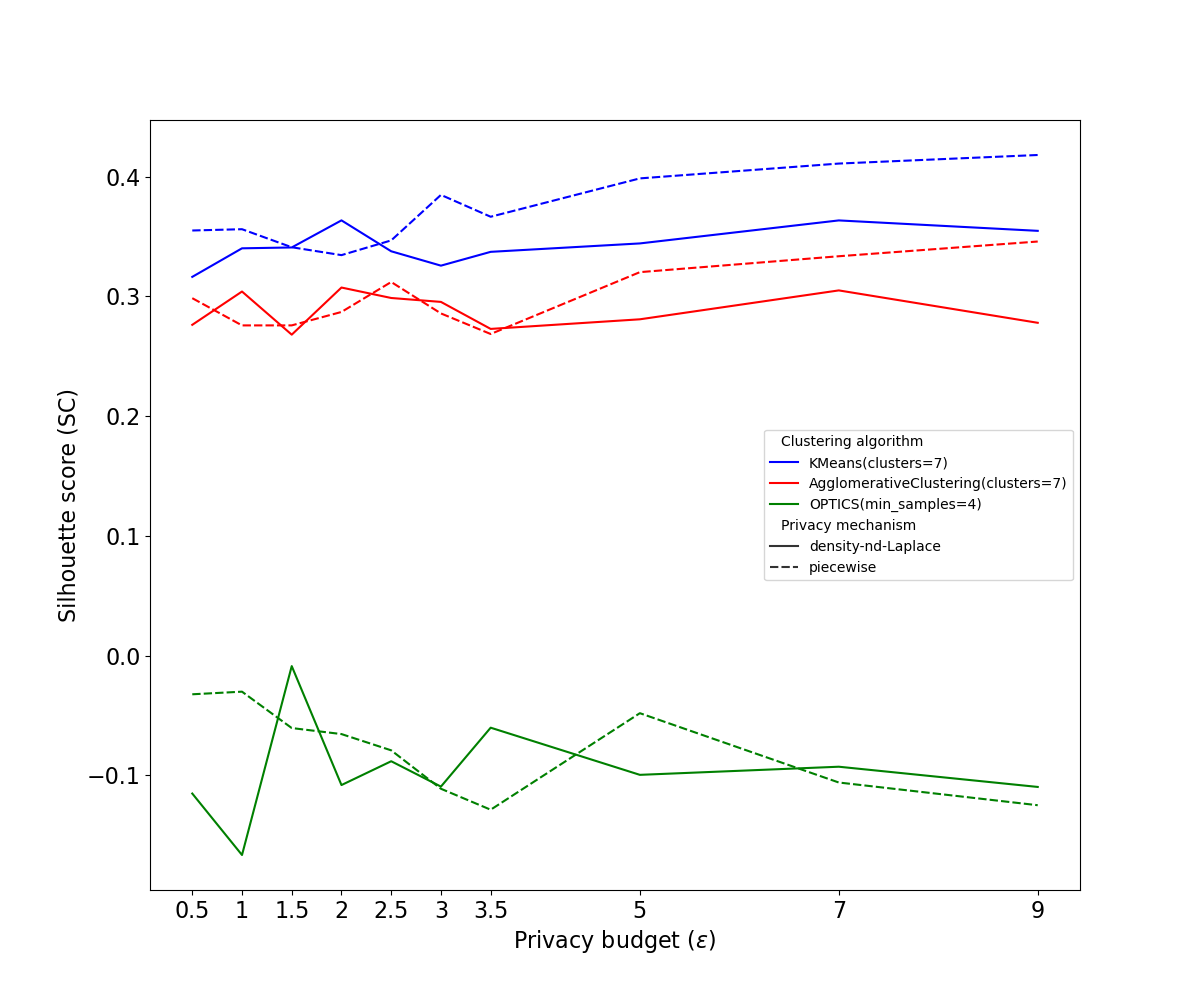 Silhouette score (SC)
0.4
0.3
0.2
0.1
0.0
−0.1
Clustering algorithm
KMeans(clusters=7)
AgglomerativeClustering(clusters=7)
OPTICS(min_samples=4)
Privacy mechanism
density-nd-Laplace
piecewise
0.5 1 1.5 2 2.5 3 3.5 5 7 9
Privacy budget (ε)